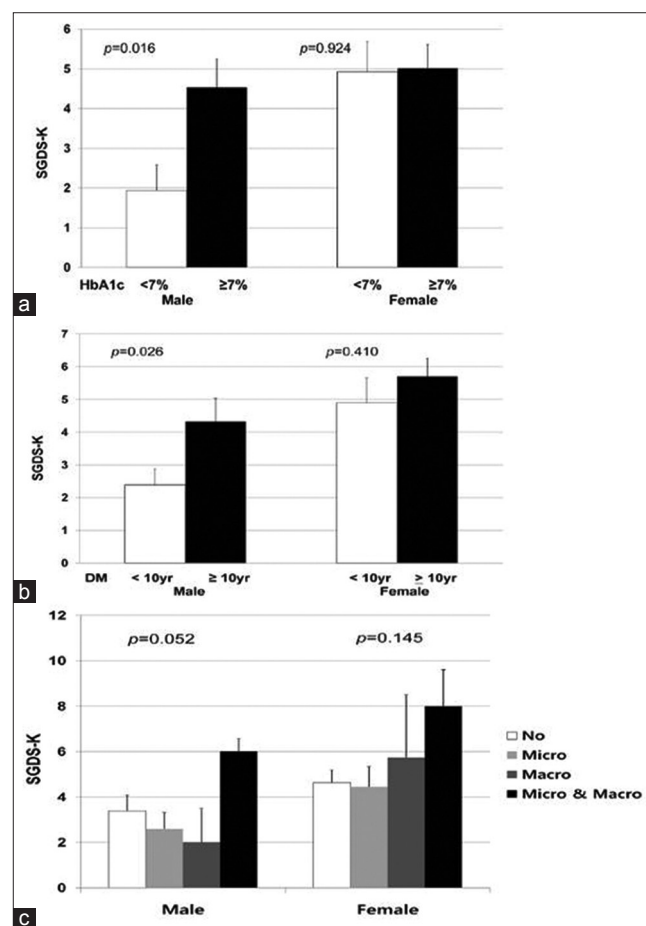 6
p=0.016
p=0.924
5
4
3
2
1
0
SGDS-K
HbA1c <7% ≥7% <7% ≥7%
Male Female
a
7
p=0.026
p=0.410
6
5
4
3
2
1
0
SGDS-K
DM < 10yr ≥ 10yr < 10yr ≥ 10yr
Male Female
b
12
p=0.052
p=0.145
10
8
6
4
2
0
SGDS-K
No
Micro
Macro
Micro & Macro
Male Female
c